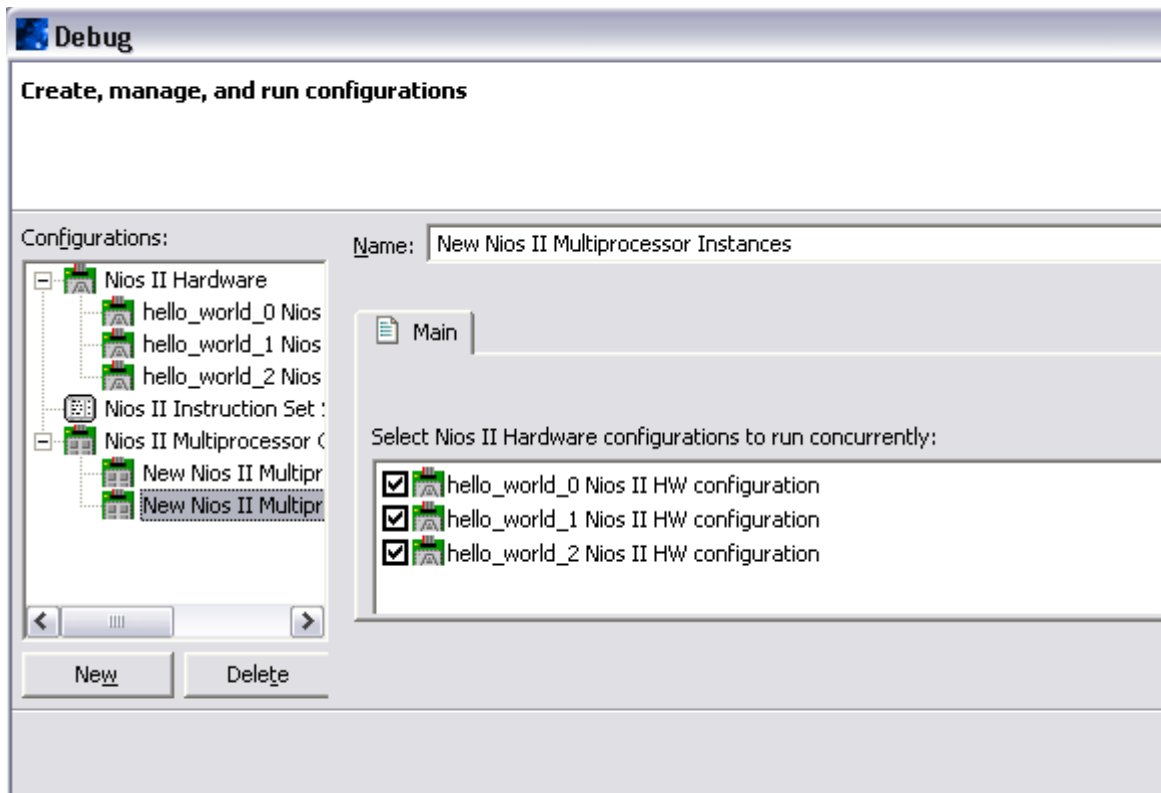 Debug
Create, manage, and run configurations
Configurations:
Nios II Hardware
hello_world_0 Nios
hello_world_1 Nios
hello_world_2 Nios
Nios II Instruction Set
Nios II Multiprocessor
New Nios II Multipr
New Nios II Multipr
New
Delete
Name: New Nios II Multiprocessor Instances
Main
Select Nios II Hardware configurations to run concurrently:
hello_world_0 Nios II HW configuration
hello_world_1 Nios II HW configuration
hello_world_2 Nios II HW configuration